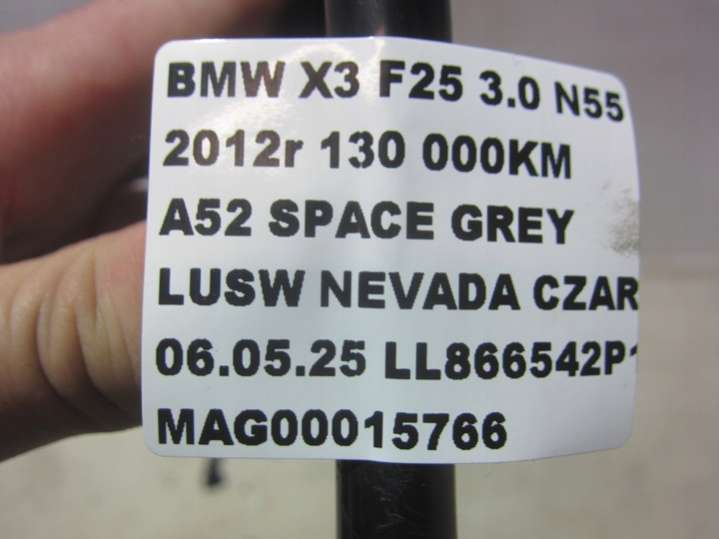 BMW X3 F25 3.0 N55
2012r 130 000KM
A52 SPACE GREY
LUSW NEVADA CZAR
06.05.25 LL866542P1
MAG00015766